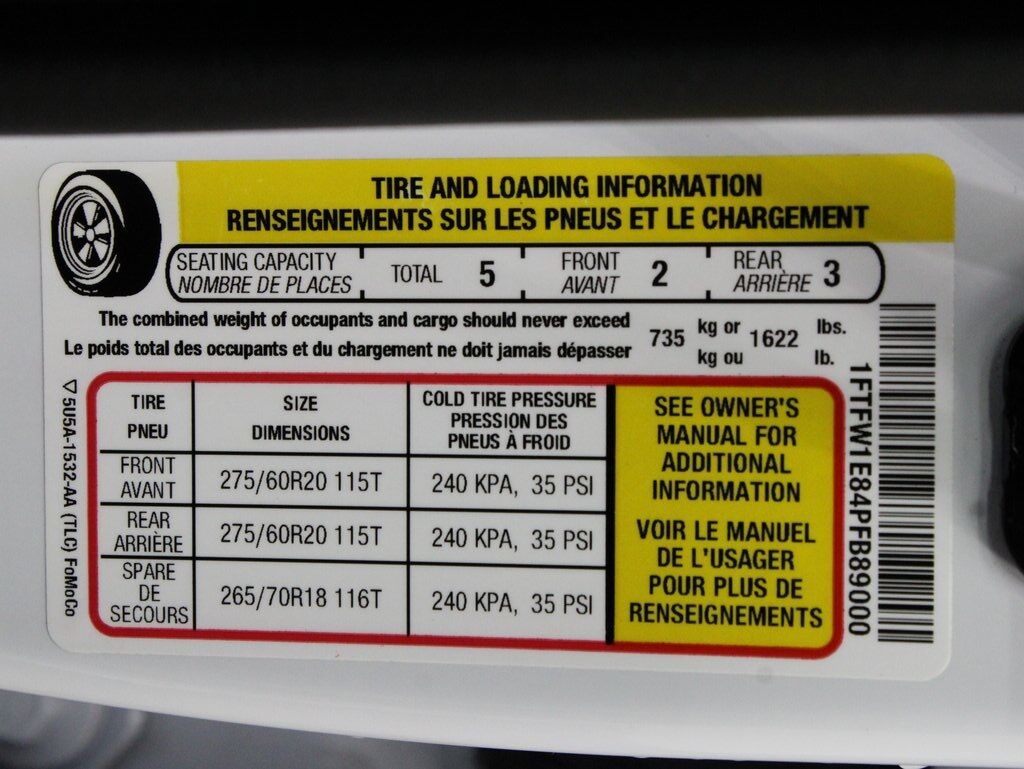 TIRE AND LOADING INFORMATION
RENSEIGNEMENTS SUR LES PNEUS ET LE CHARGEMENT
SEATING CAPACITY TOTAL 5 FRONT 2 REAR 3
NOMBRE DE PLACES AVANT ARRIÈRE
The combined weight of occupants and cargo should never exceed 735 kg or 1622 lbs.
Le poids total des occupants et du chargement ne doit jamais dépasser kg ou lb.
TIRE SIZE COLD TIRE PRESSURE
PNEU DIMENSIONS PRESSION DES
PNEUS À FROID
FRONT
AVANT 275/60R20 115T 240 KPA, 35 PSI
REAR
ARRIÈRE 275/60R20 115T 240 KPA, 35 PSI
SPARE
DE
SECOURS 265/70R18 116T 240 KPA, 35 PSI
SEE OWNER'S
MANUAL FOR
ADDITIONAL
INFORMATION
VOIR LE MANUEL
DE L'USAGER
POUR PLUS DE
RENSEIGNEMENTS
5U5A-1532-AA (TLC) FoMoCo
1FTFW1E84PFB89000